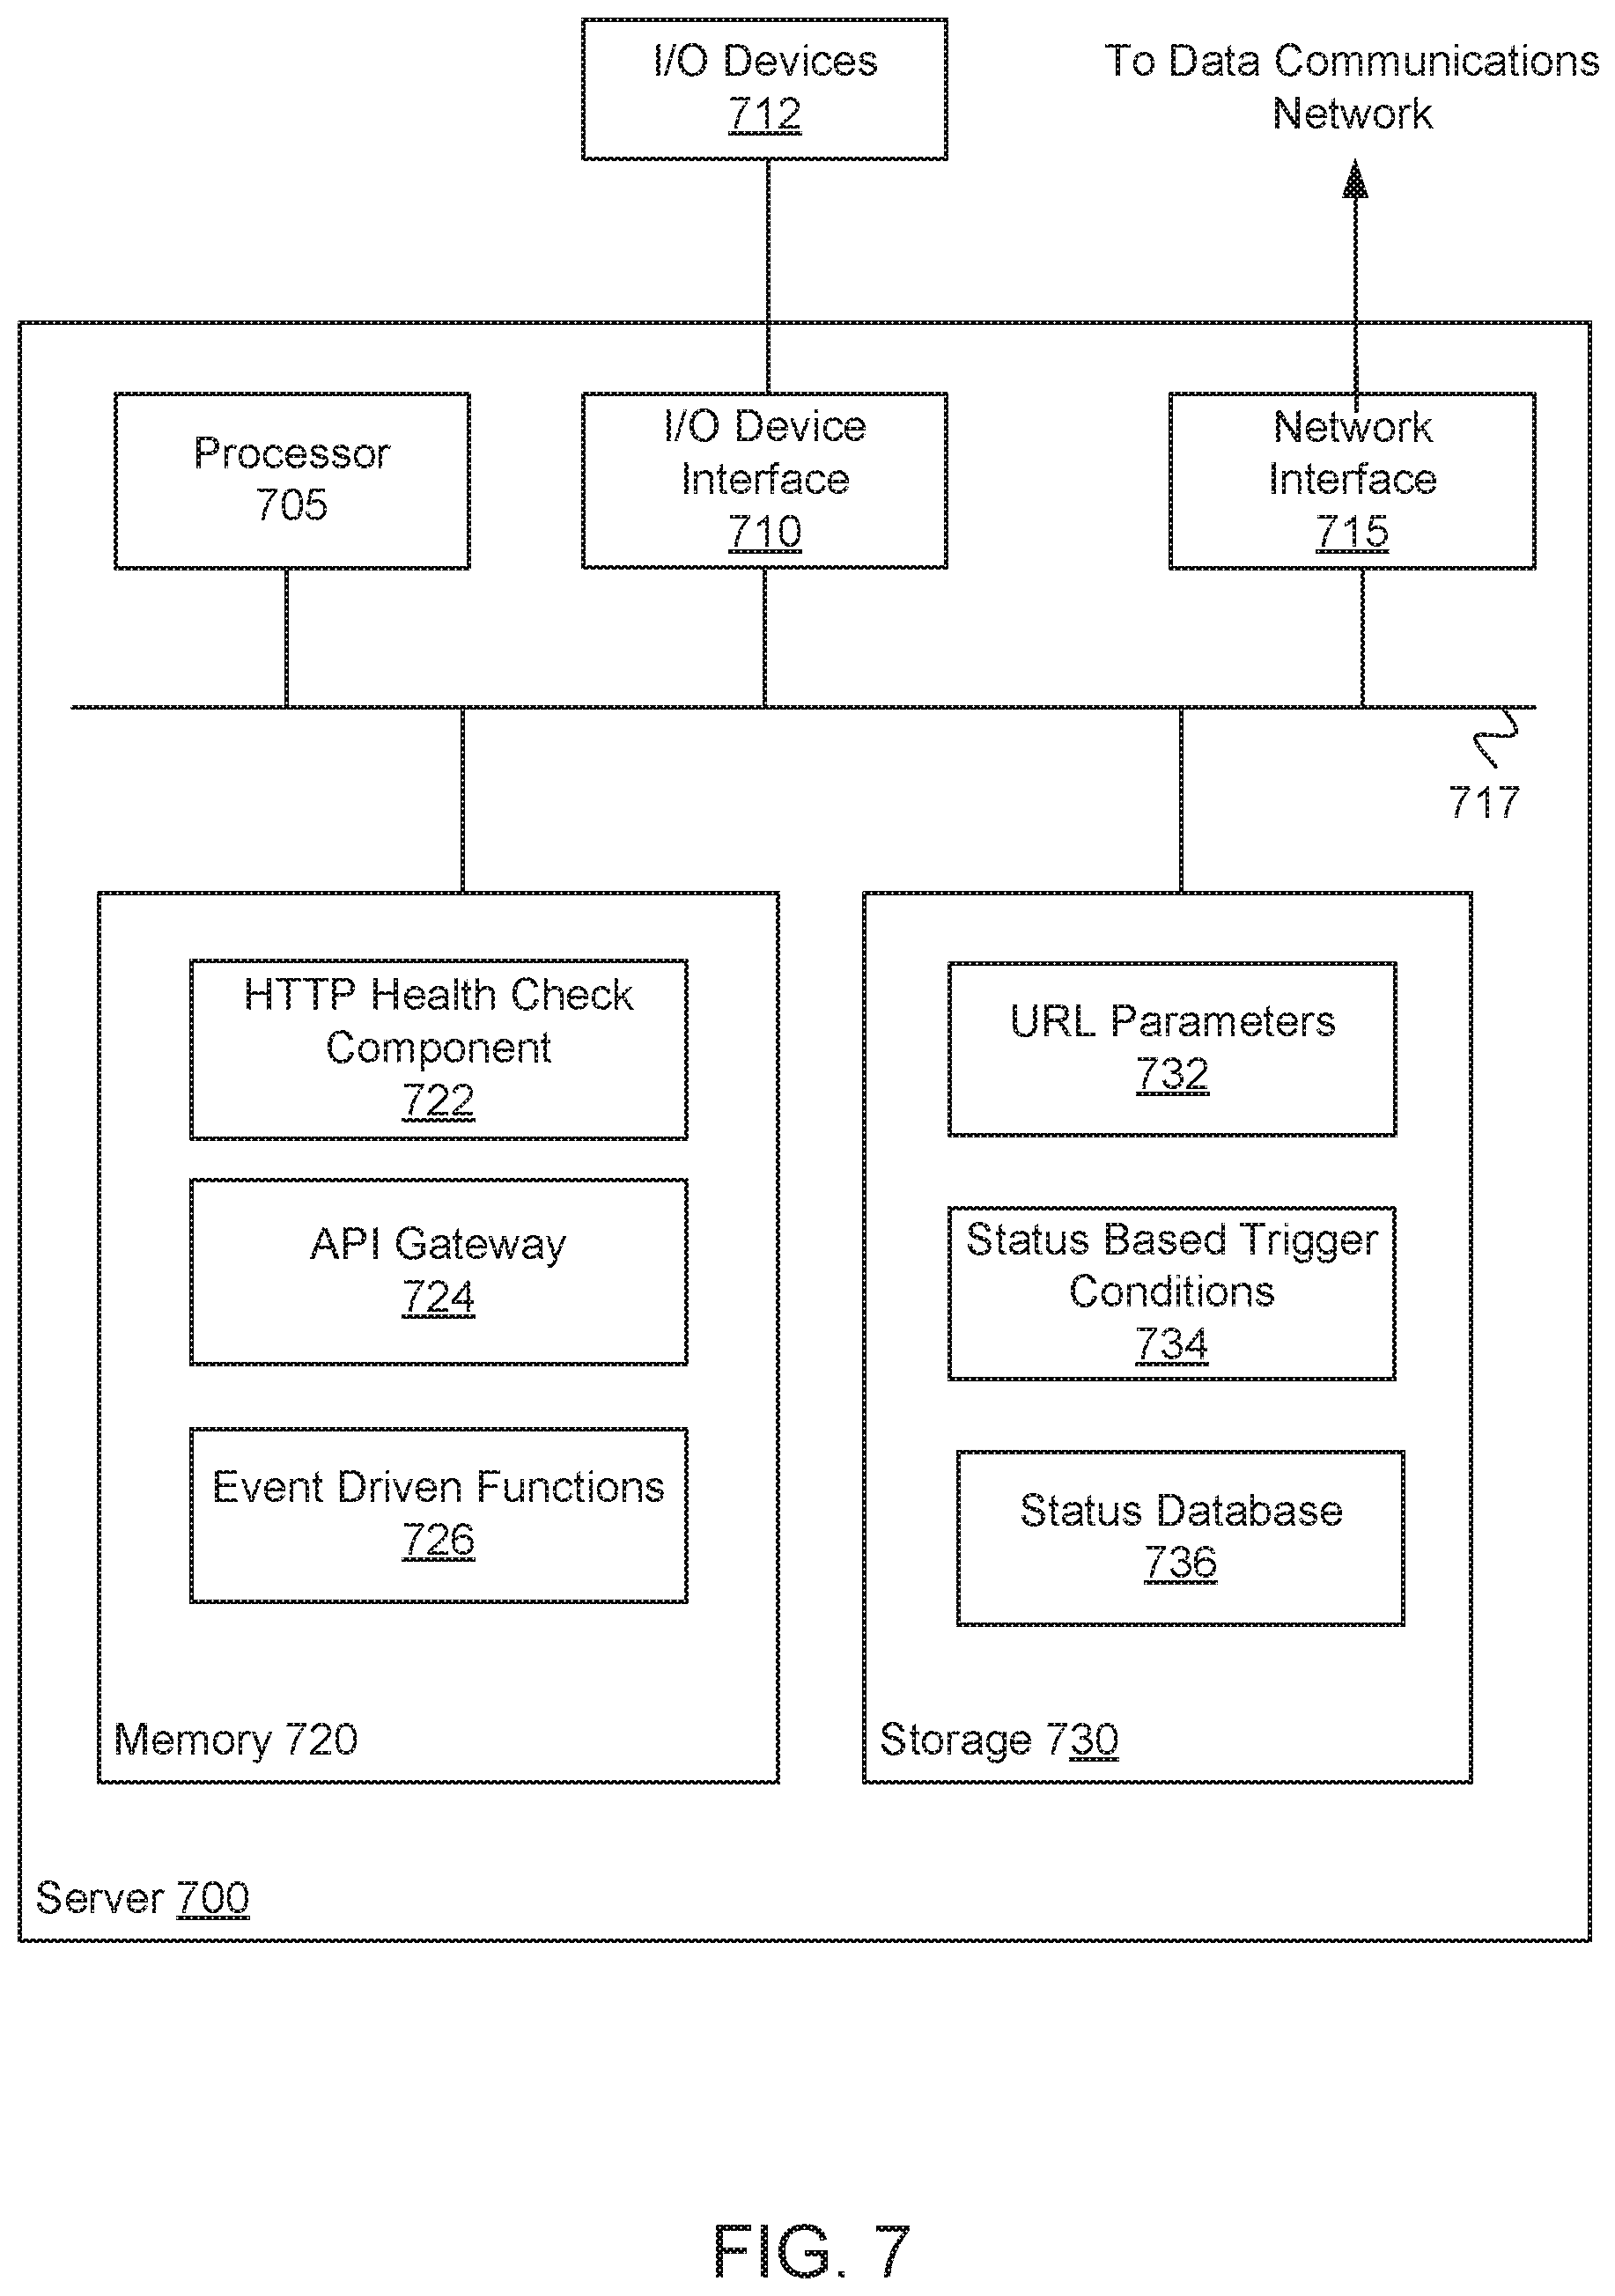 I/O Devices
712
To Data Communications
Network
Processor
705
I/O Device
Interface
710
Network
Interface
715
717
HTTP Health Check
Component
722
API Gateway
724
Event Driven Functions
726
Memory 720
URL Parameters
732
Status Based Trigger
Conditions
734
Status Database
736
Storage 730
Server 700
FIG. 7